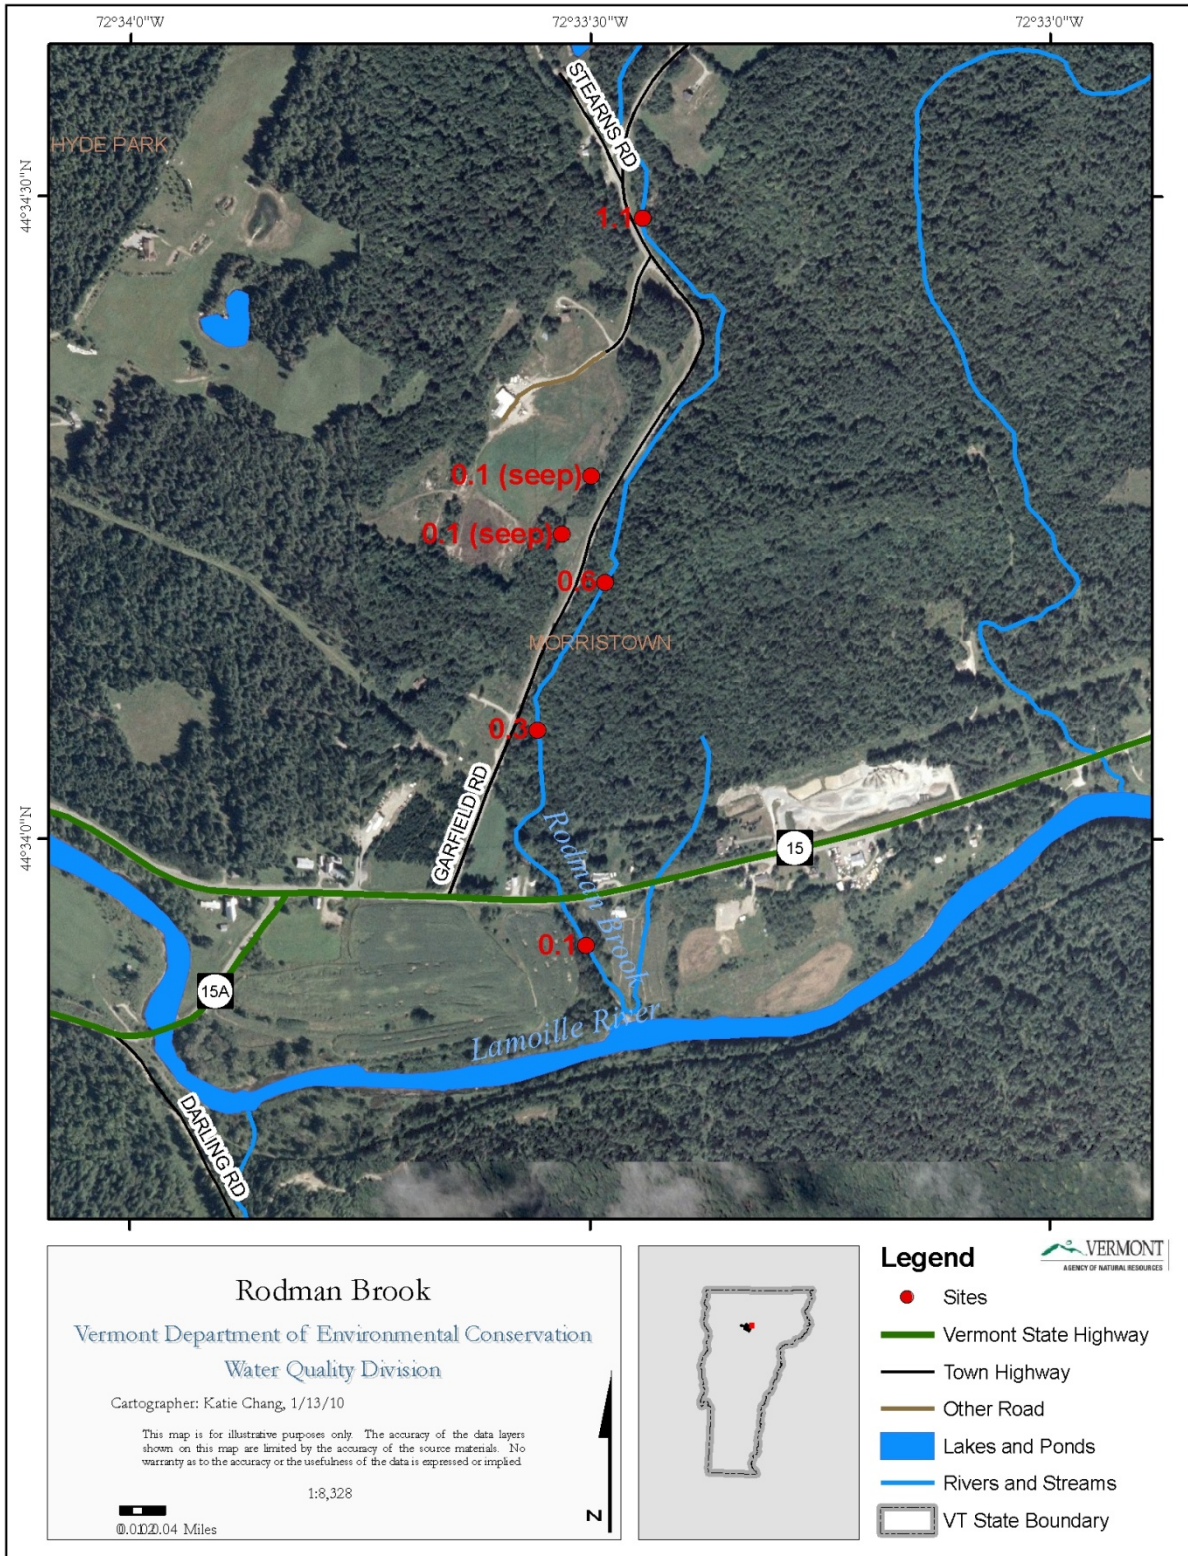 72°34'0"W
72°33'30"W
72°33'0"W
44°34'30"N
44°34'0"N
STEARNS RD
HYDE PARK
1.1
0.1 (seep)
0.1 (seep)
0.6
MORRISTOWN
0.3
GARFIELD RD
Rodman Brook
15
0.1
15A
Lamoille River
DARLING RD
Rodman Brook
Vermont Department of Environmental Conservation
Water Quality Division
Cartographer: Katie Chang, 1/13/10
This map is for illustrative purposes only. The accuracy of the data layers
shown on this map are limited by the accuracy of the source materials. No
warranty as to the accuracy or the usefulness of the data is expressed or implied.
1:8,328
Miles
N
Legend
VERMONT
AGENCY OF NATURAL RESOURCES
Sites
Vermont State Highway
Town Highway
Other Road
Lakes and Ponds
Rivers and Streams
VT State Boundary